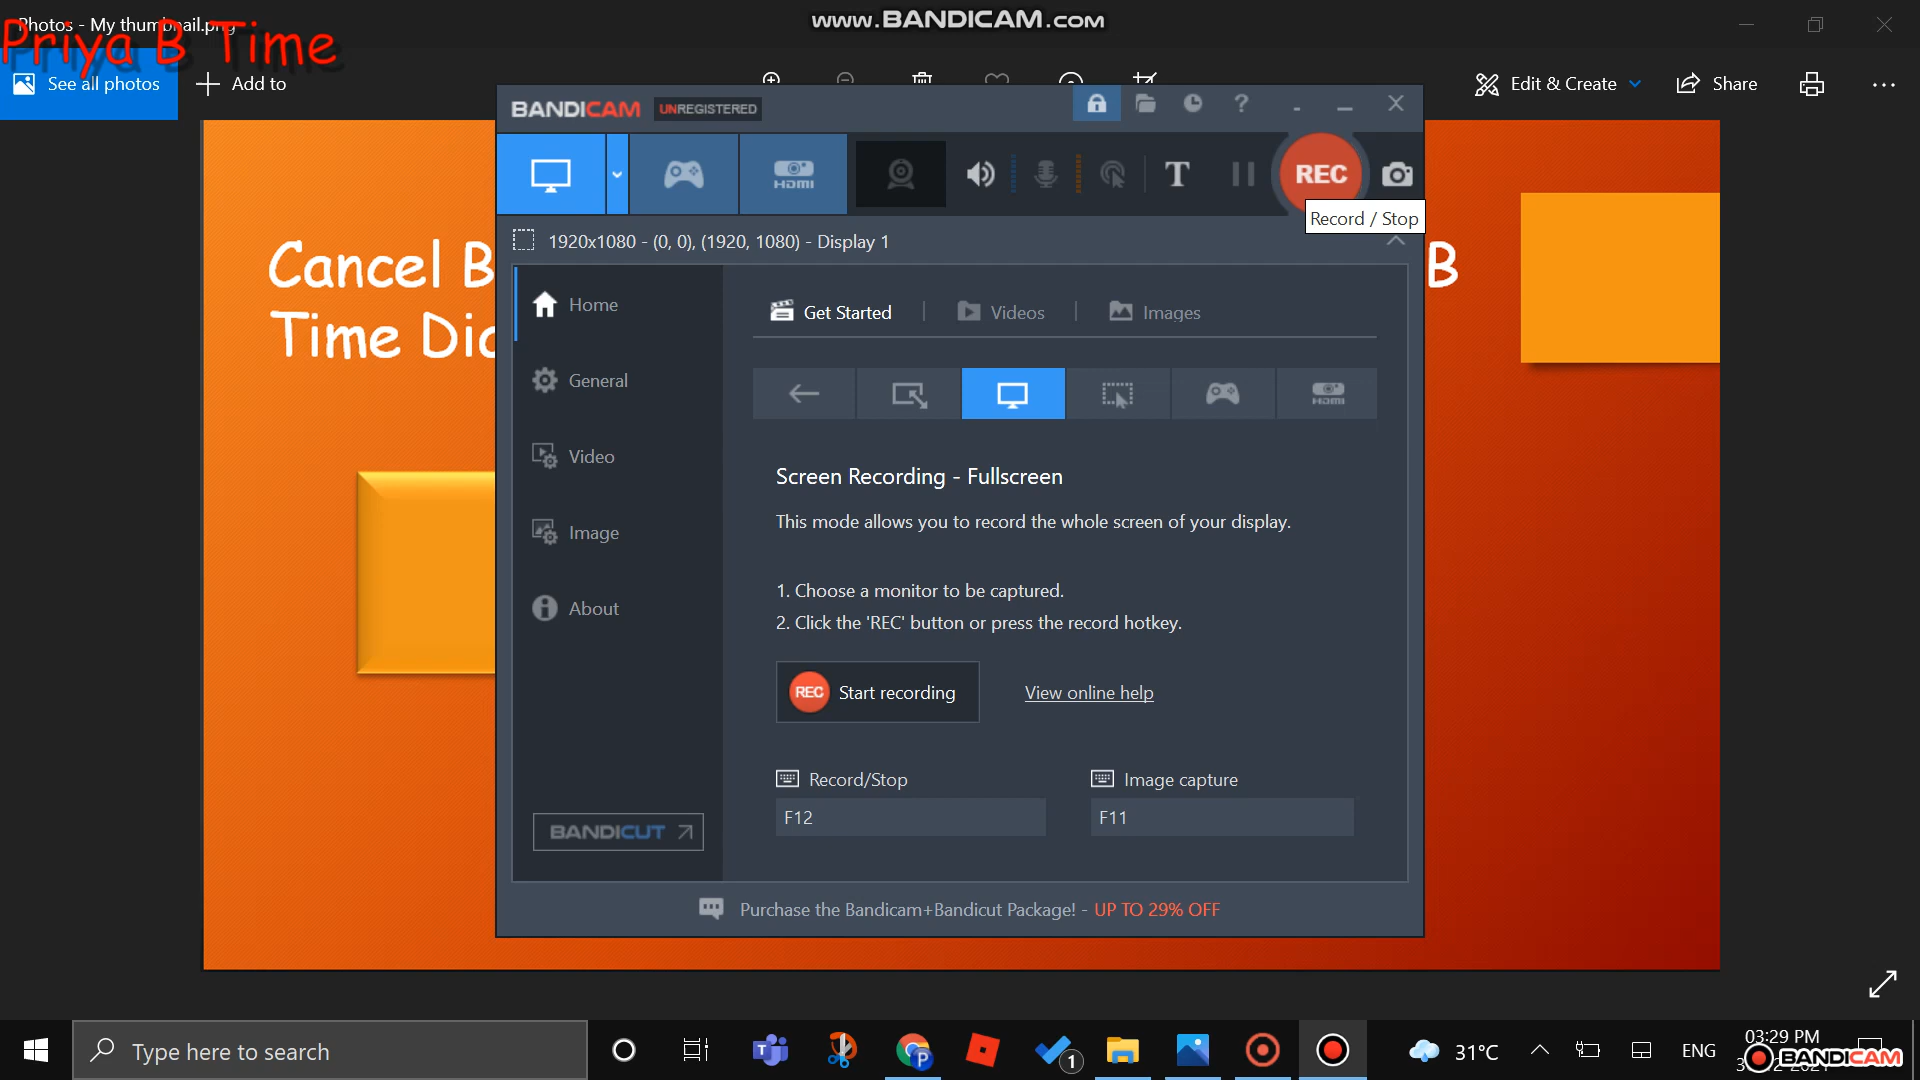 Photos - My thumbnail.png
www.BANDICAM.com
Priya B Time
See all photos
Add to
Edit & Create
Share
BANDICAM UNREGISTERED
HDMI
T
REC
Record / Stop
1920x1080 - (0, 0), (1920, 1080) - Display 1
Cancel B
B
Time Dic
Home
General
Video
Image
About
Get Started | Videos | Images
HDMI
Screen Recording - Fullscreen
This mode allows you to record the whole screen of your display.
1. Choose a monitor to be captured.
2. Click the 'REC' button or press the record hotkey.
REC Start recording
View online help
Record/Stop
Image capture
F12
F11
BANDICUT
Purchase the Bandicam+Bandicut Package! - UP TO 29% OFF
Type here to search
1
31°C
ENG
03:29 PM
BANDICAM